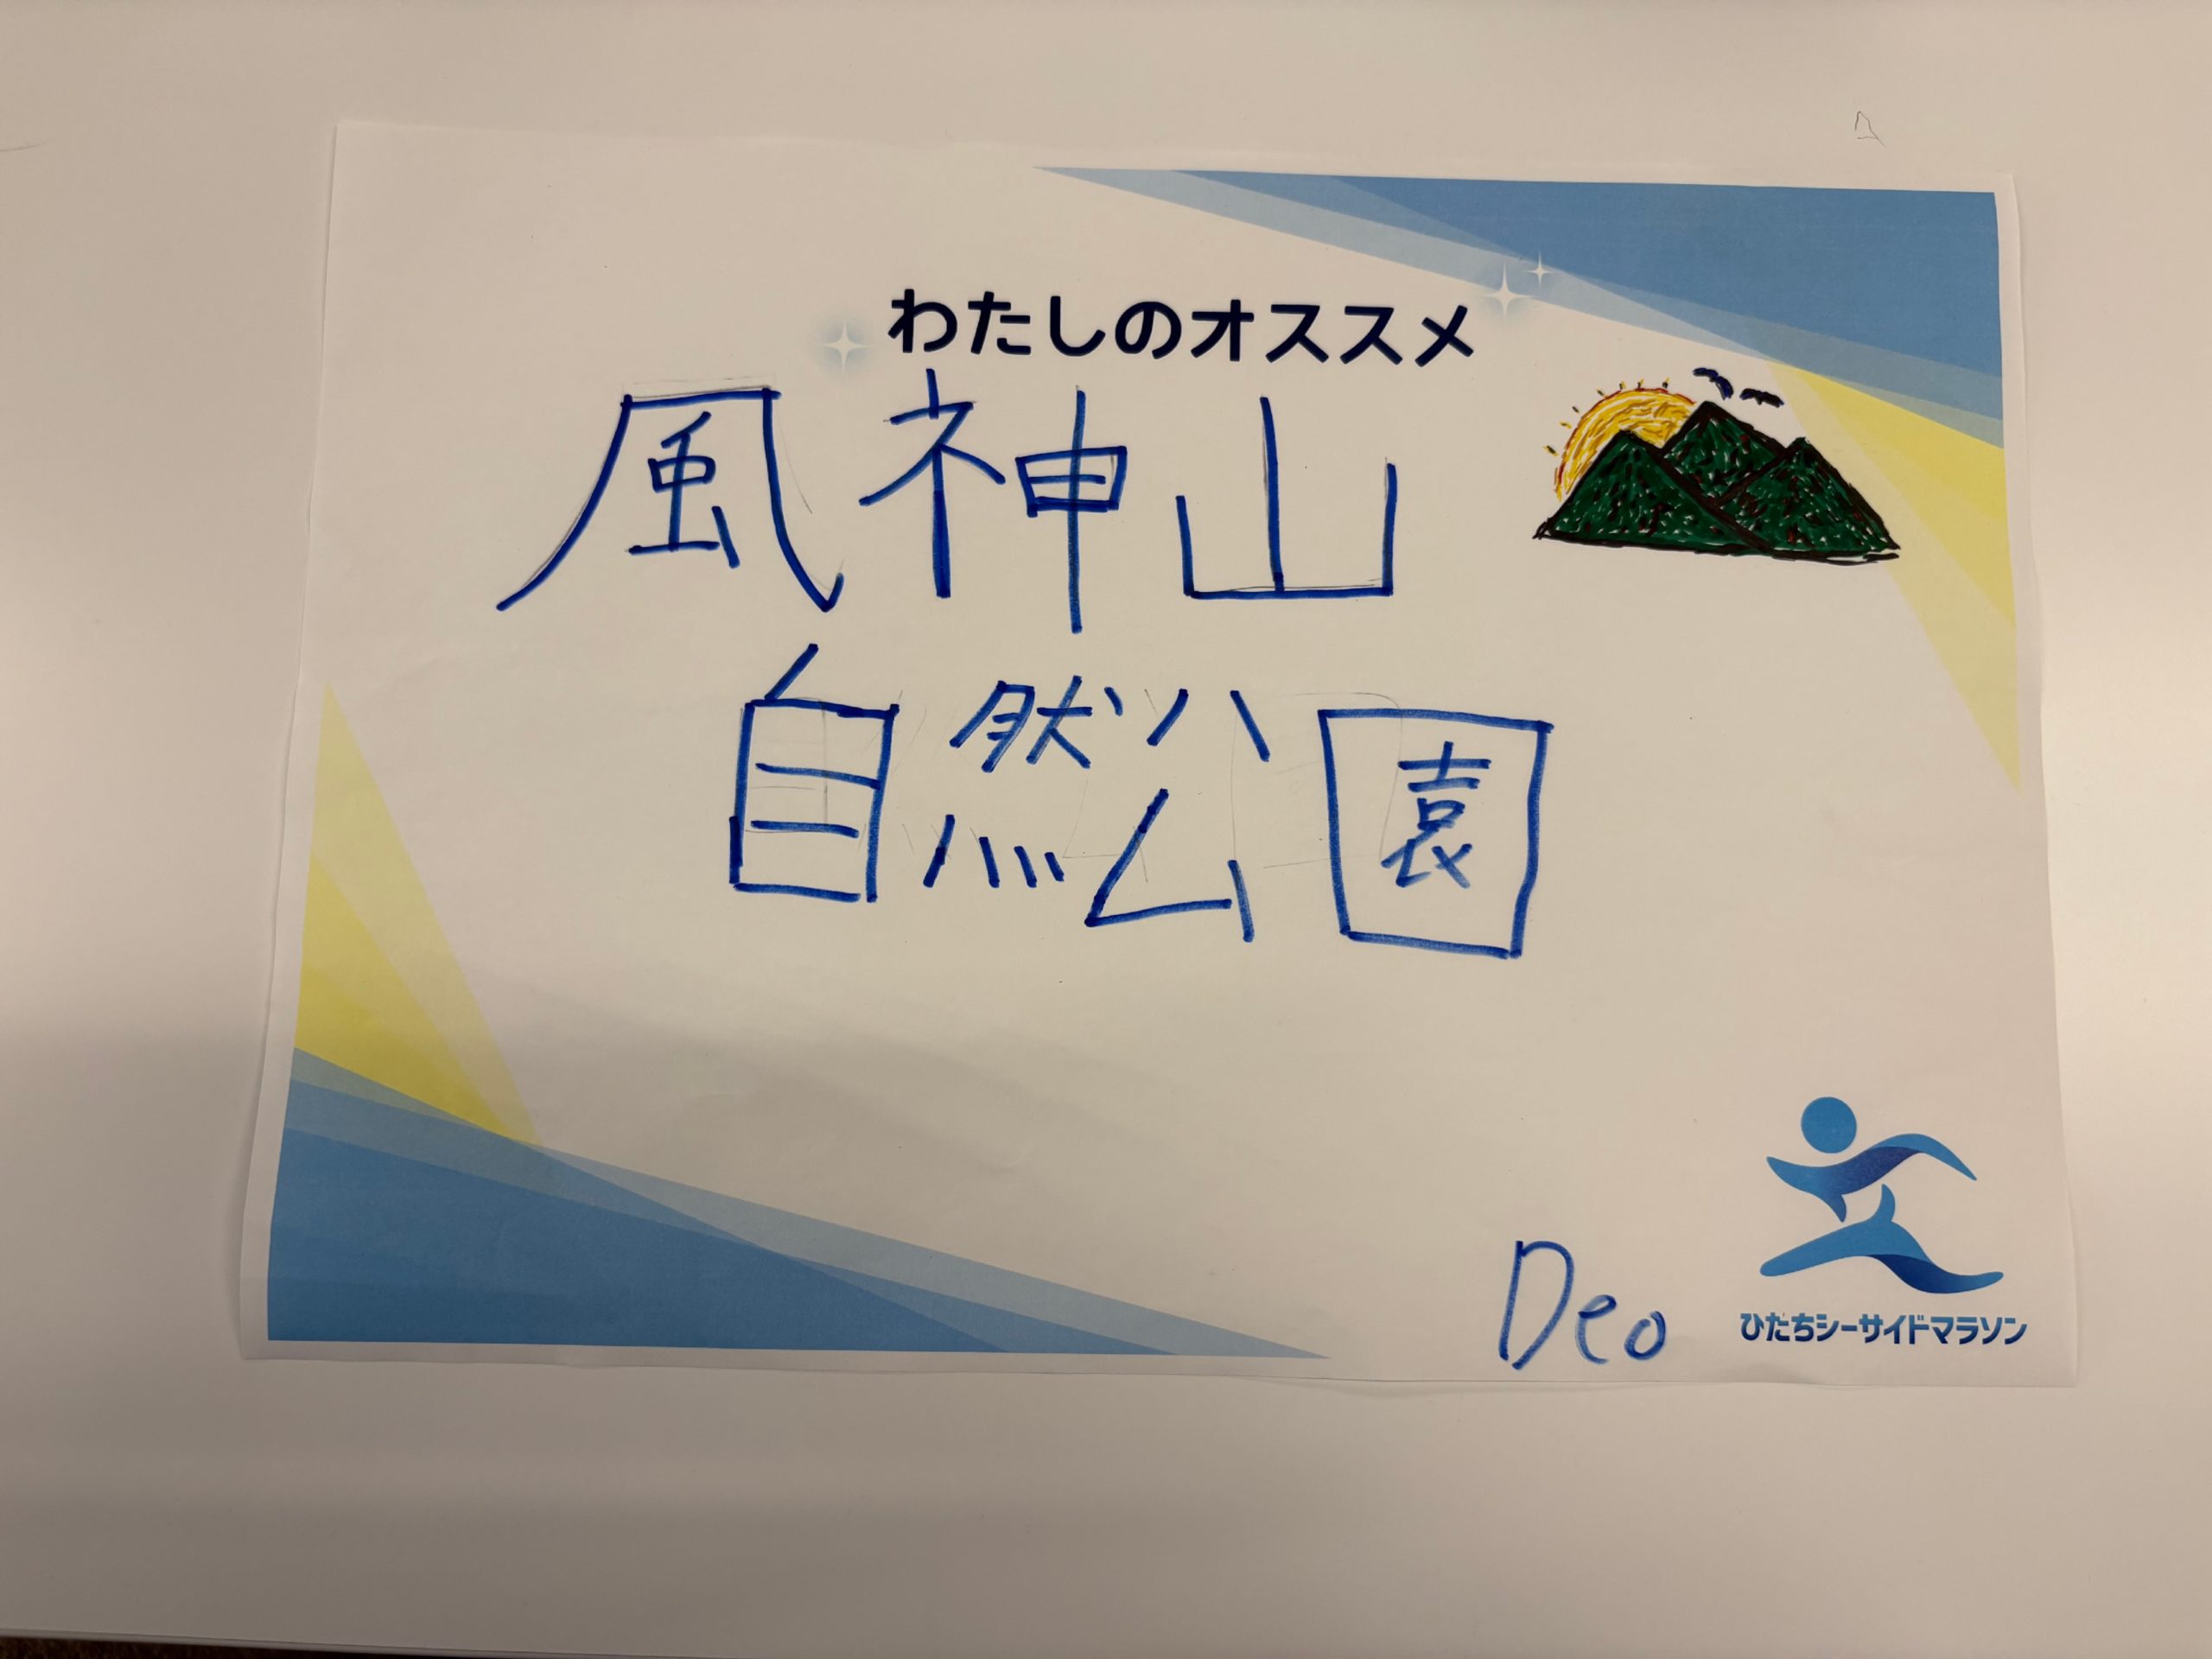 わたしのオススメ
風神山
自然公園
Deo
ひたちシーサイドマラソン